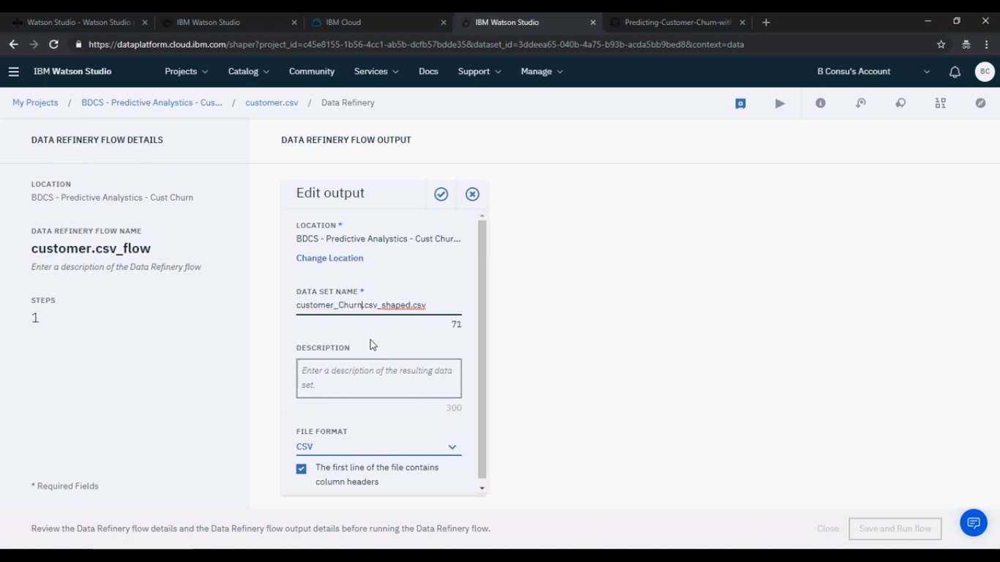 Watson Studio - Watson Studio |
IBM Watson Studio
IBM Cloud
IBM Watson Studio
Predicting-Customer-Churn-with
https://dataplatform.cloud.ibm.com/shaper?project_id=c45e8155-1b56-4cc1-ab5b-dcfb57bdde35&dataset_id=3ddeea65-040b-4a75-b93b-acda5bb9bed8&context=data
IBM Watson Studio
Projects
Catalog
Community
Services
Docs
Support
Manage
B Consu's Account
BC
My Projects / BDCS - Predictive Analystics - Cus... / customer.csv / Data Refinery
DATA REFINERY FLOW DETAILS
DATA REFINERY FLOW OUTPUT
LOCATION
BDCS - Predictive Analystics - Cust Churn
DATA REFINERY FLOW NAME
customer.csv_flow
Enter a description of the Data Refinery flow
STEPS
1
* Required Fields
Edit output
LOCATION *
BDCS - Predictive Analystics - Cust Chur...
Change Location
DATA SET NAME *
customer_Churn.csv_shaped.csv
71
DESCRIPTION
Enter a description of the resulting data
set.
300
FILE FORMAT
CSV
The first line of the file contains
column headers
Review the Data Refinery flow details and the Data Refinery flow output details before running the Data Refinery flow.
Close
Save and Run flow